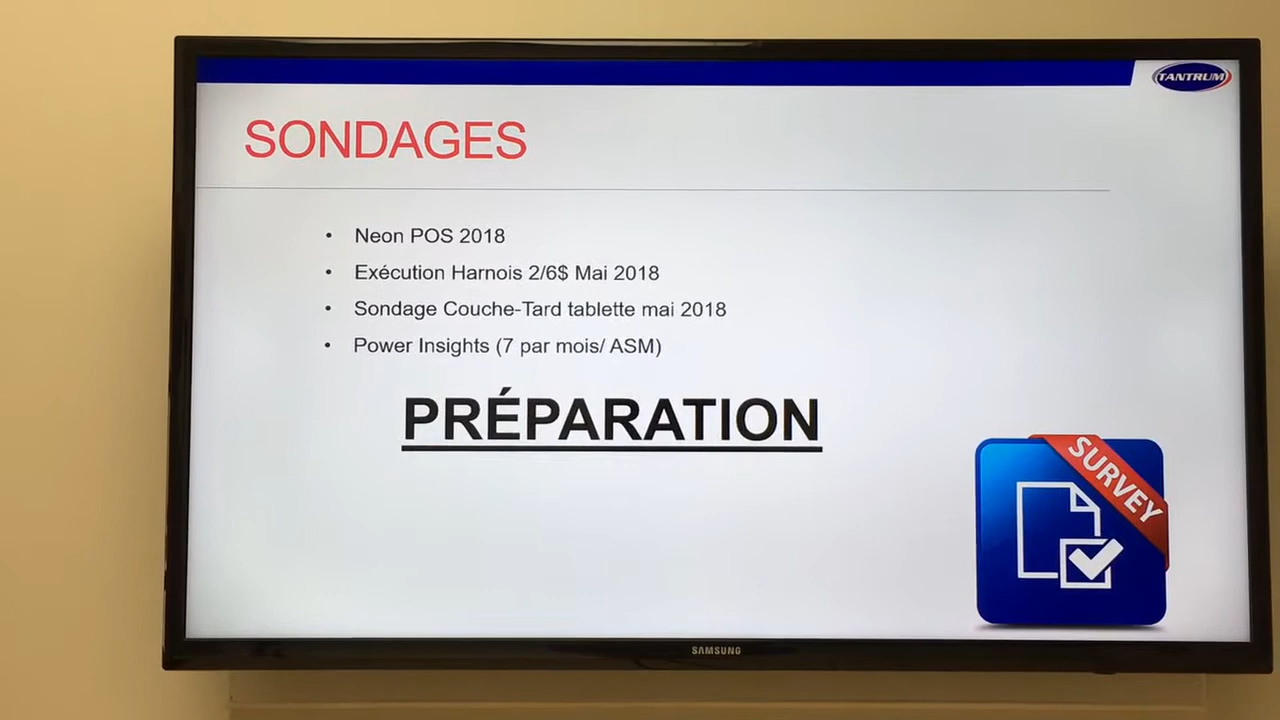 TANTRUM
SONDAGES
• Neon POS 2018
• Exécution Harnois 2/6$ Mai 2018
• Sondage Couche-Tard tablette mai 2018
• Power Insights (7 par mois/ ASM)
PRÉPARATION
SURVEY
SAMSUNG